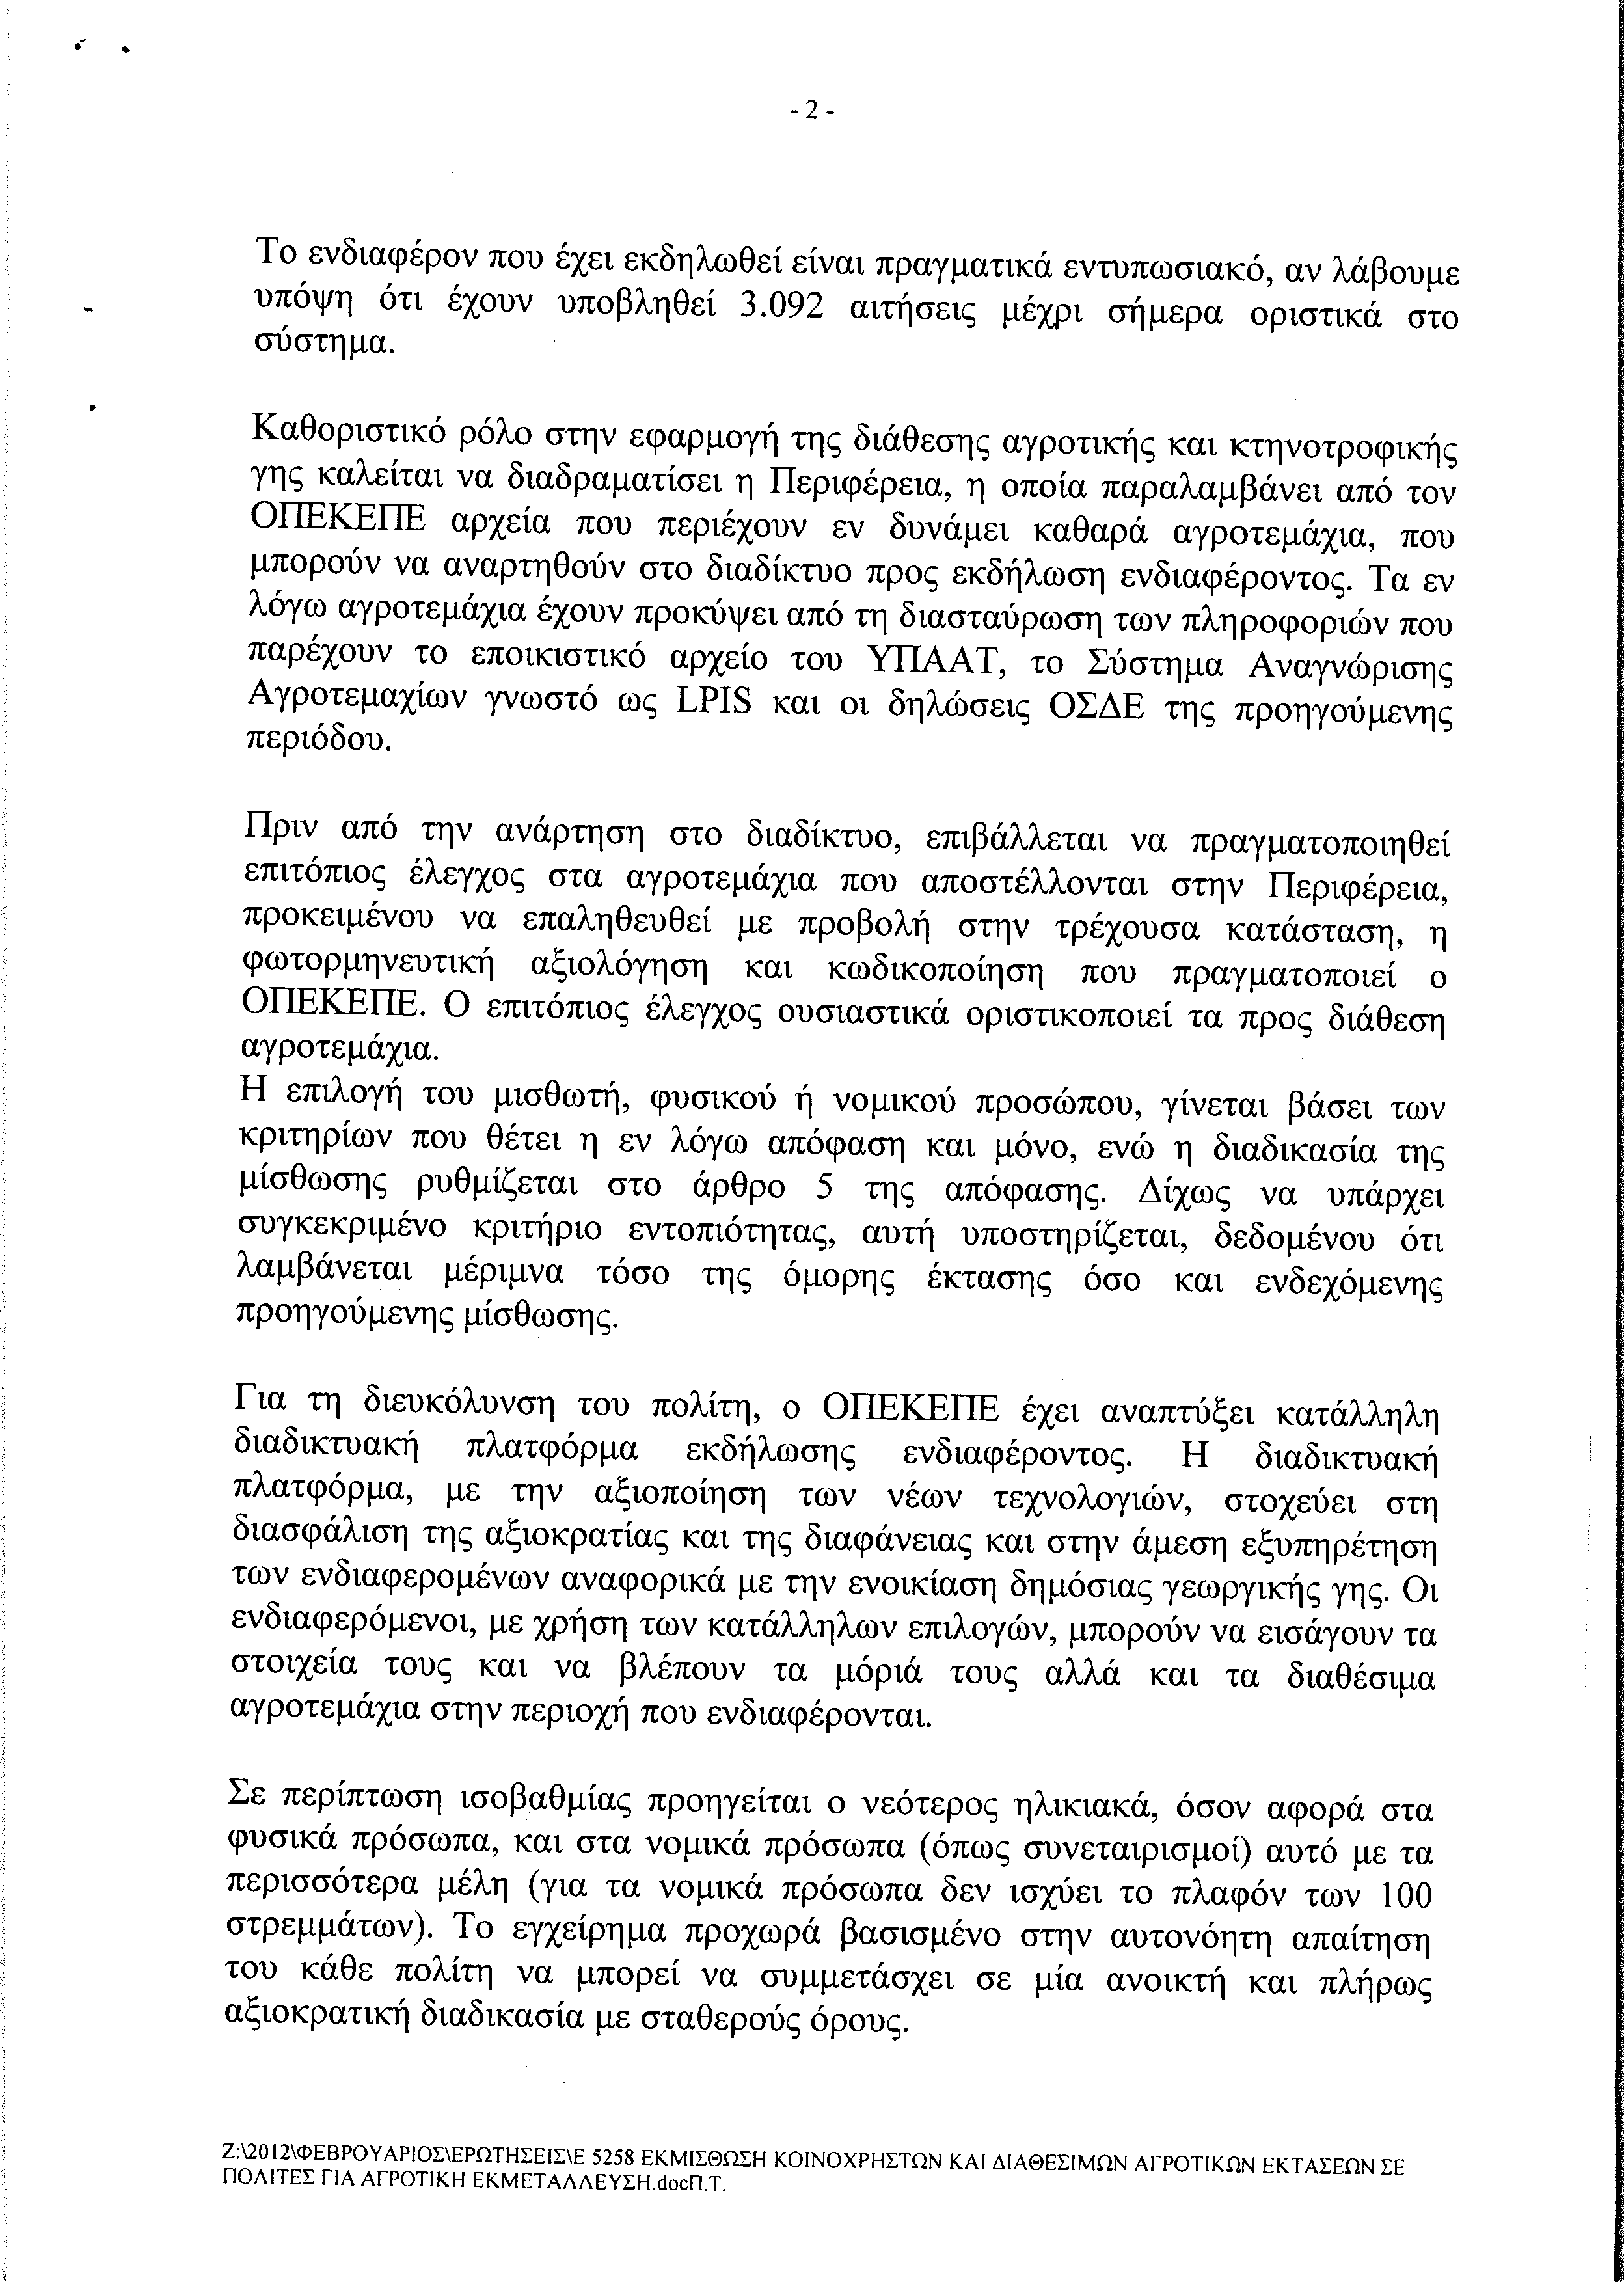 - 2 -
Το ενδιαφέρον που έχει εκδηλωθεί είναι πραγματικά εντυπωσιακό, αν λάβουμε
υπόψη ότι έχουν υποβληθεί 3.092 αιτήσεις μέχρι σήμερα οριστικά στο
σύστημα.
Καθοριστικό ρόλο στην εφαρμογή της διάθεσης αγροτικής και κτηνοτροφικής
γης καλείται να διαδραματίσει η Περιφέρεια, η οποία παραλαμβάνει από τον
ΟΠΕΚΕΠΕ αρχεία που περιέχουν εν δυνάμει καθαρά αγροτεμάχια, που
μπορούν να αναρτηθούν στο διαδίκτυο προς εκδήλωση ενδιαφέροντος. Τα εν
λόγω αγροτεμάχια έχουν προκύψει από τη διασταύρωση των πληροφοριών που
παρέχουν το εποικιστικό αρχείο του ΥΠΑΑΤ, το Σύστημα Αναγνώρισης
Αγροτεμαχίων γνωστό ως LPIS και οι δηλώσεις ΟΣΔΕ της προηγούμενης
περιόδου.
Πριν από την ανάρτηση στο διαδίκτυο, επιβάλλεται να πραγματοποιηθεί
επιτόπιος έλεγχος στα αγροτεμάχια που αποστέλλονται στην Περιφέρεια,
προκειμένου να επαληθευθεί με προβολή στην τρέχουσα κατάσταση, η
φωτορμηνευτική αξιολόγηση και κωδικοποίηση που πραγματοποιεί ο
ΟΠΕΚΕΠΕ. Ο επιτόπιος έλεγχος ουσιαστικά οριστικοποιεί τα προς διάθεση
αγροτεμάχια.
Η επιλογή του μισθωτή, φυσικού ή νομικού προσώπου, γίνεται βάσει των
κριτηρίων που θέτει η εν λόγω απόφαση και μόνο, ενώ η διαδικασία της
μίσθωσης ρυθμίζεται στο άρθρο 5 της απόφασης. Δίχως να υπάρχει
συγκεκριμένο κριτήριο εντοπιότητας, αυτή υποστηρίζεται, δεδομένου ότι
λαμβάνεται μέριμνα τόσο της όμορης έκτασης όσο και ενδεχόμενης
προηγούμενης μίσθωσης.
Για τη διευκόλυνση του πολίτη, ο ΟΠΕΚΕΠΕ έχει αναπτύξει κατάλληλη
διαδικτυακή πλατφόρμα εκδήλωσης ενδιαφέροντος. Η διαδικτυακή
πλατφόρμα, με την αξιοποίηση των νέων τεχνολογιών, στοχεύει στη
διασφάλιση της αξιοκρατίας και της διαφάνειας και στην άμεση εξυπηρέτηση
των ενδιαφερομένων αναφορικά με την ενοικίαση δημόσιας γεωργικής γης. Οι
ενδιαφερόμενοι, με χρήση των κατάλληλων επιλογών, μπορούν να εισάγουν τα
στοιχεία τους και να βλέπουν τα μόριά τους αλλά και τα διαθέσιμα
αγροτεμάχια στην περιοχή που ενδιαφέρονται.
Σε περίπτωση ισοβαθμίας προηγείται ο νεότερος ηλικιακά, όσον αφορά στα
φυσικά πρόσωπα, και στα νομικά πρόσωπα (όπως συνεταιρισμοί) αυτό με τα
περισσότερα μέλη (για τα νομικά πρόσωπα δεν ισχύει το πλαφόν των 100
στρεμμάτων). Το εγχείρημα προχωρά βασισμένο στην αυτονόητη απαίτηση
του κάθε πολίτη να μπορεί να συμμετάσχει σε μία ανοικτή και πλήρως
αξιοκρατική διαδικασία με σταθερούς όρους.
Z:\2012\ΦΕΒΡΟΥΑΡΙΟΣ\ΕΡΩΤΗΣΕΙΣ\Ε 5258 ΕΚΜΙΣΘΩΣΗ ΚΟΙΝΟΧΡΗΣΤΩΝ ΚΑΙ ΔΙΑΘΕΣΙΜΩΝ ΑΓΡΟΤΙΚΩΝ ΕΚΤΑΣΕΩΝ ΣΕ
ΠΟΛΙΤΕΣ ΓΙΑ ΑΓΡΟΤΙΚΗ ΕΚΜΕΤΑΛΛΕΥΣΗ.docΠ.Τ.